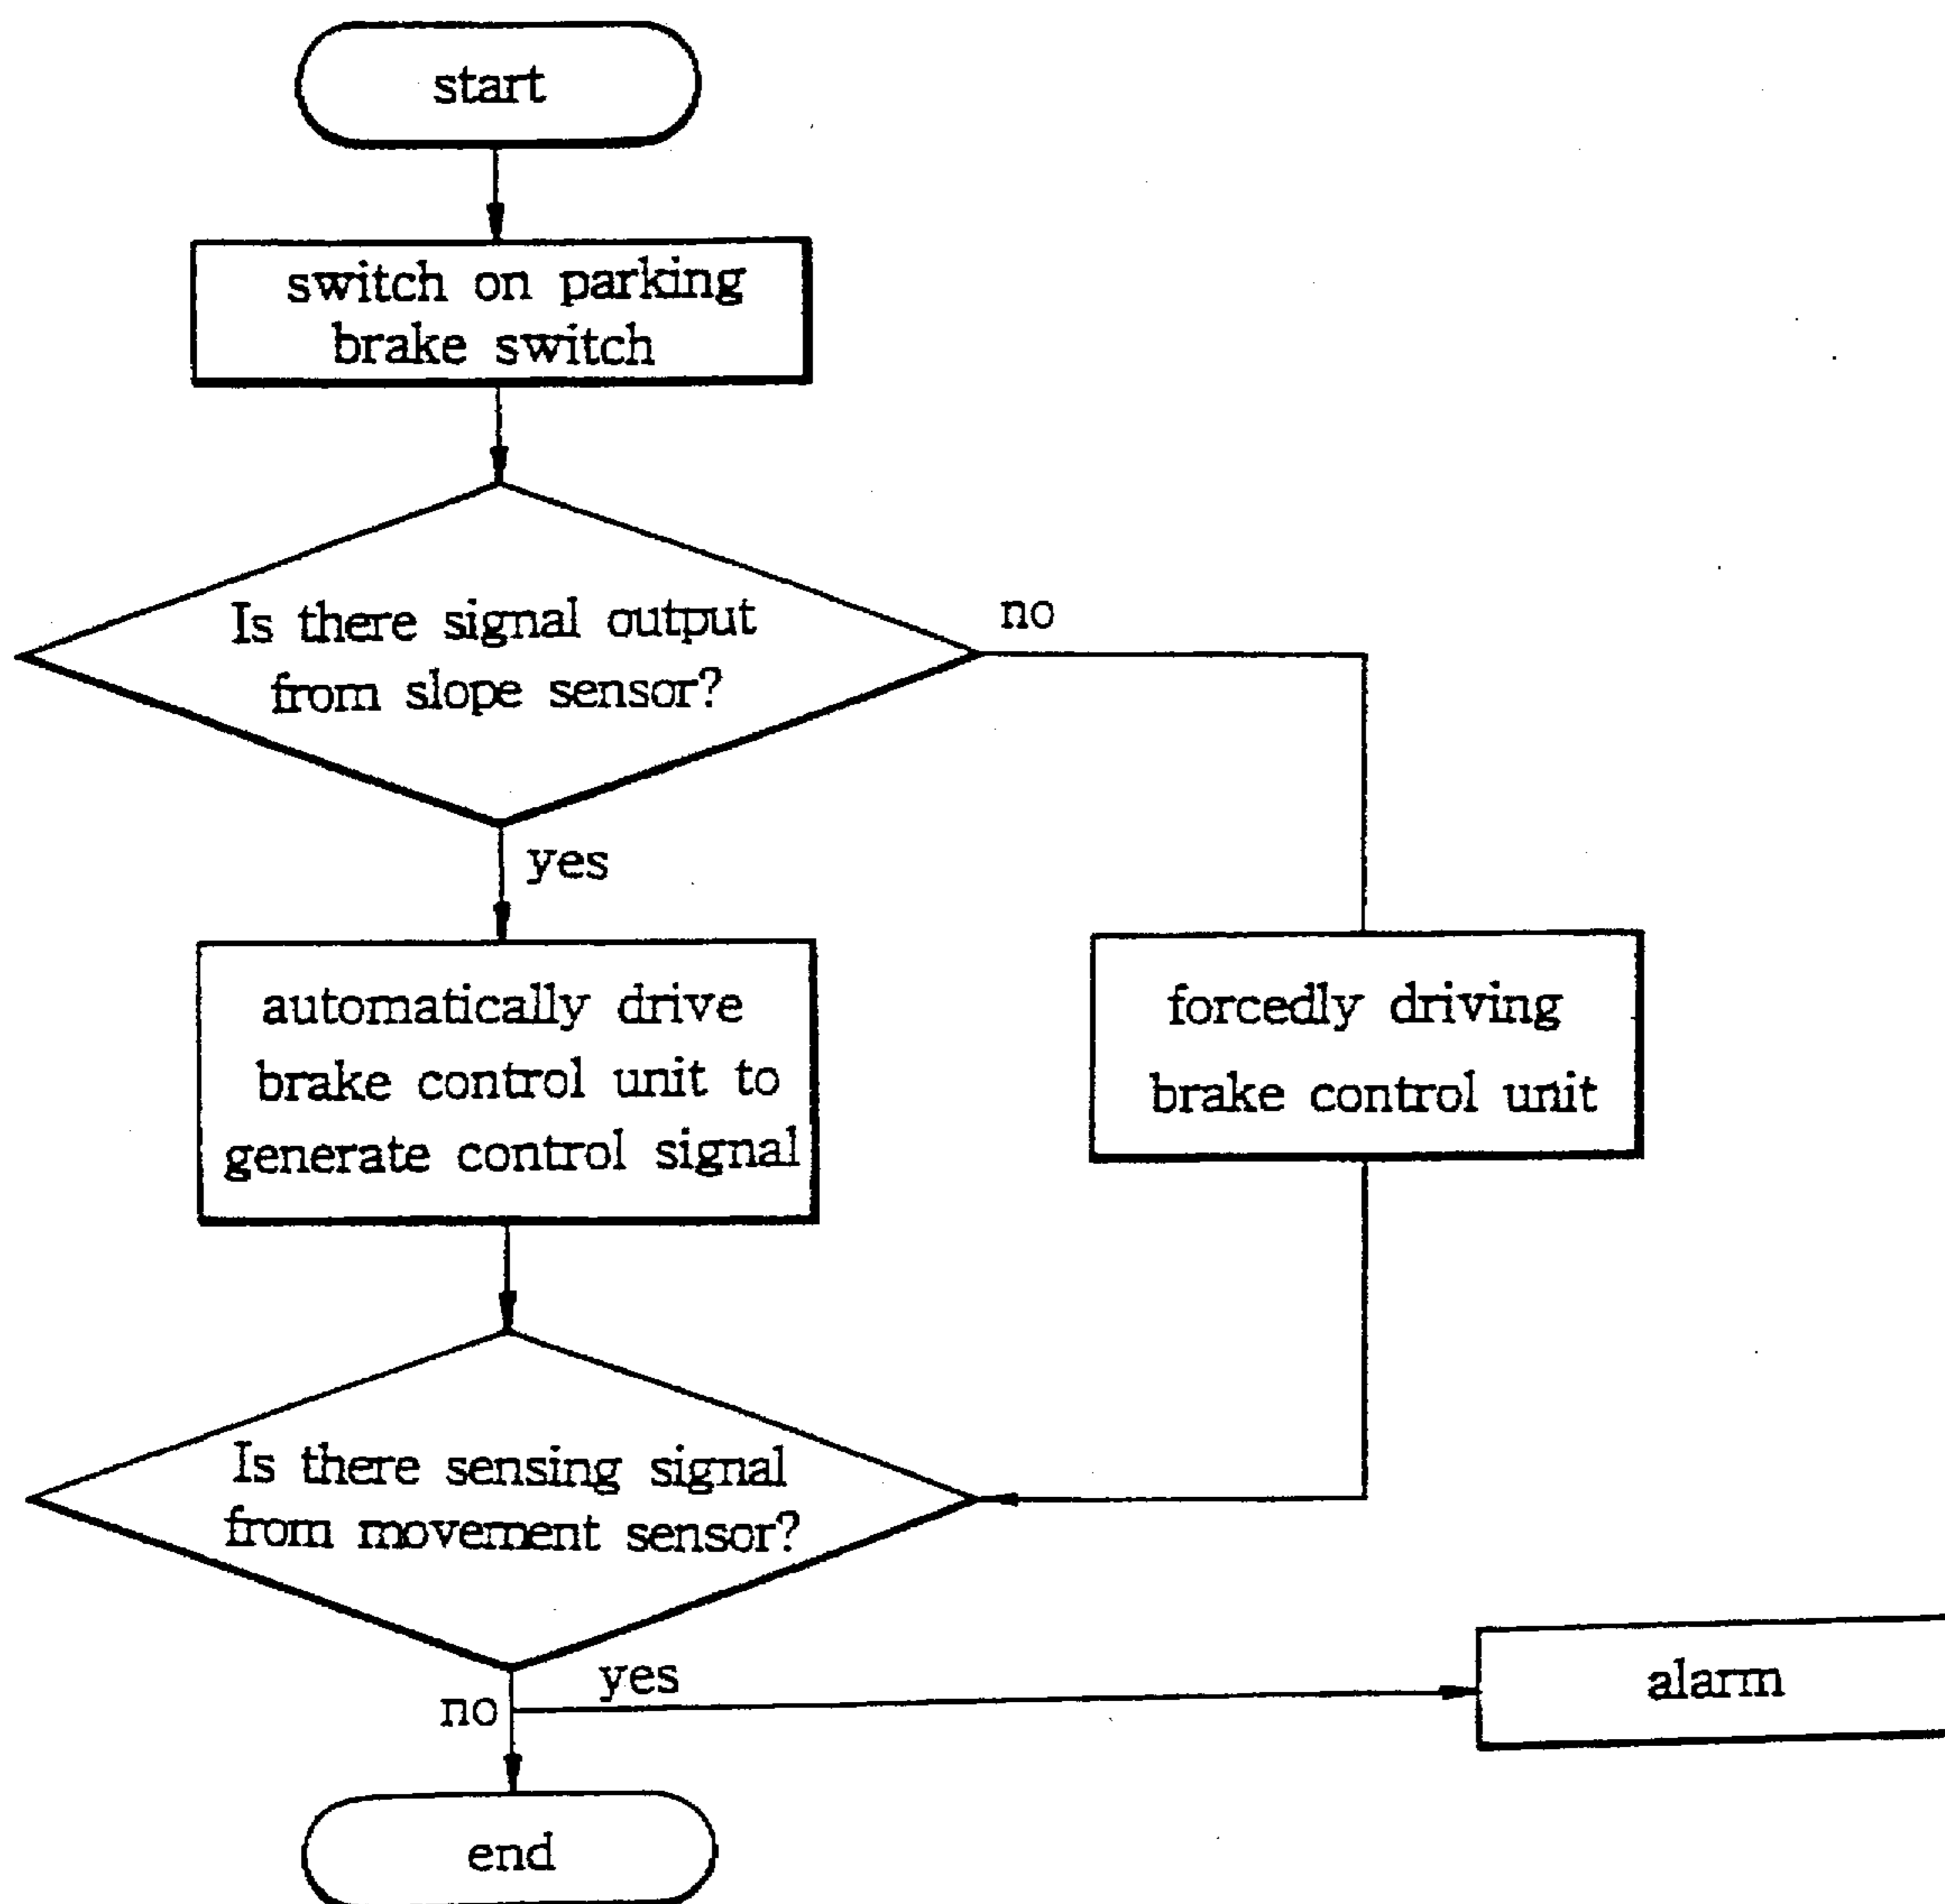 start
switch on parking
brake switch
Is there signal output
from slope sensor?
no
yes
automatically drive
brake control unit to
generate control signal
forcedly driving
brake control unit
Is there sensing signal
from movement sensor?
yes
no
alarm
end